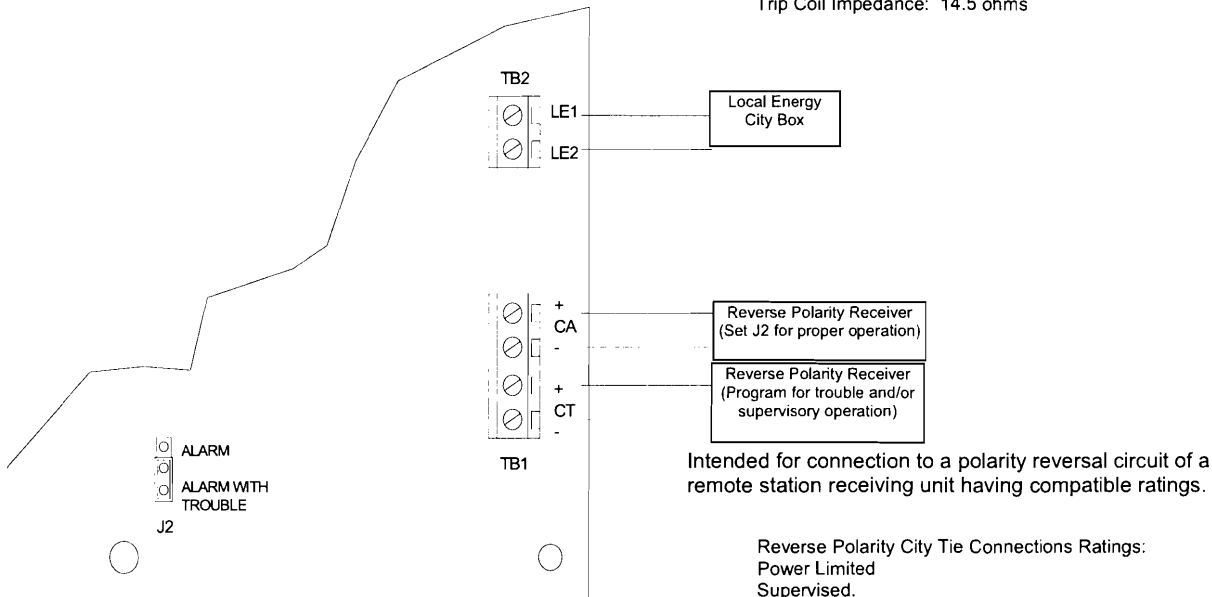 Trip Coil Impedance: 14.5 ohms
TB2
LE1
LE2
Local Energy
City Box
+
CA
-
+
CT
-
TB1
Reverse Polarity Receiver
(Set J2 for proper operation)
Reverse Polarity Receiver
(Program for trouble and/or
supervisory operation)
ALARM
ALARM WITH
TROUBLE
J2
Intended for connection to a polarity reversal circuit of a
remote station receiving unit having compatible ratings.
Reverse Polarity City Tie Connections Ratings:
Power Limited
Supervised.